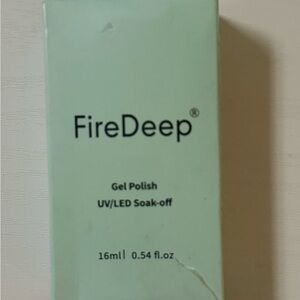 FireDeep®
Gel Polish
UV/LED Soak-off
16ml| 0.54 fl.oz